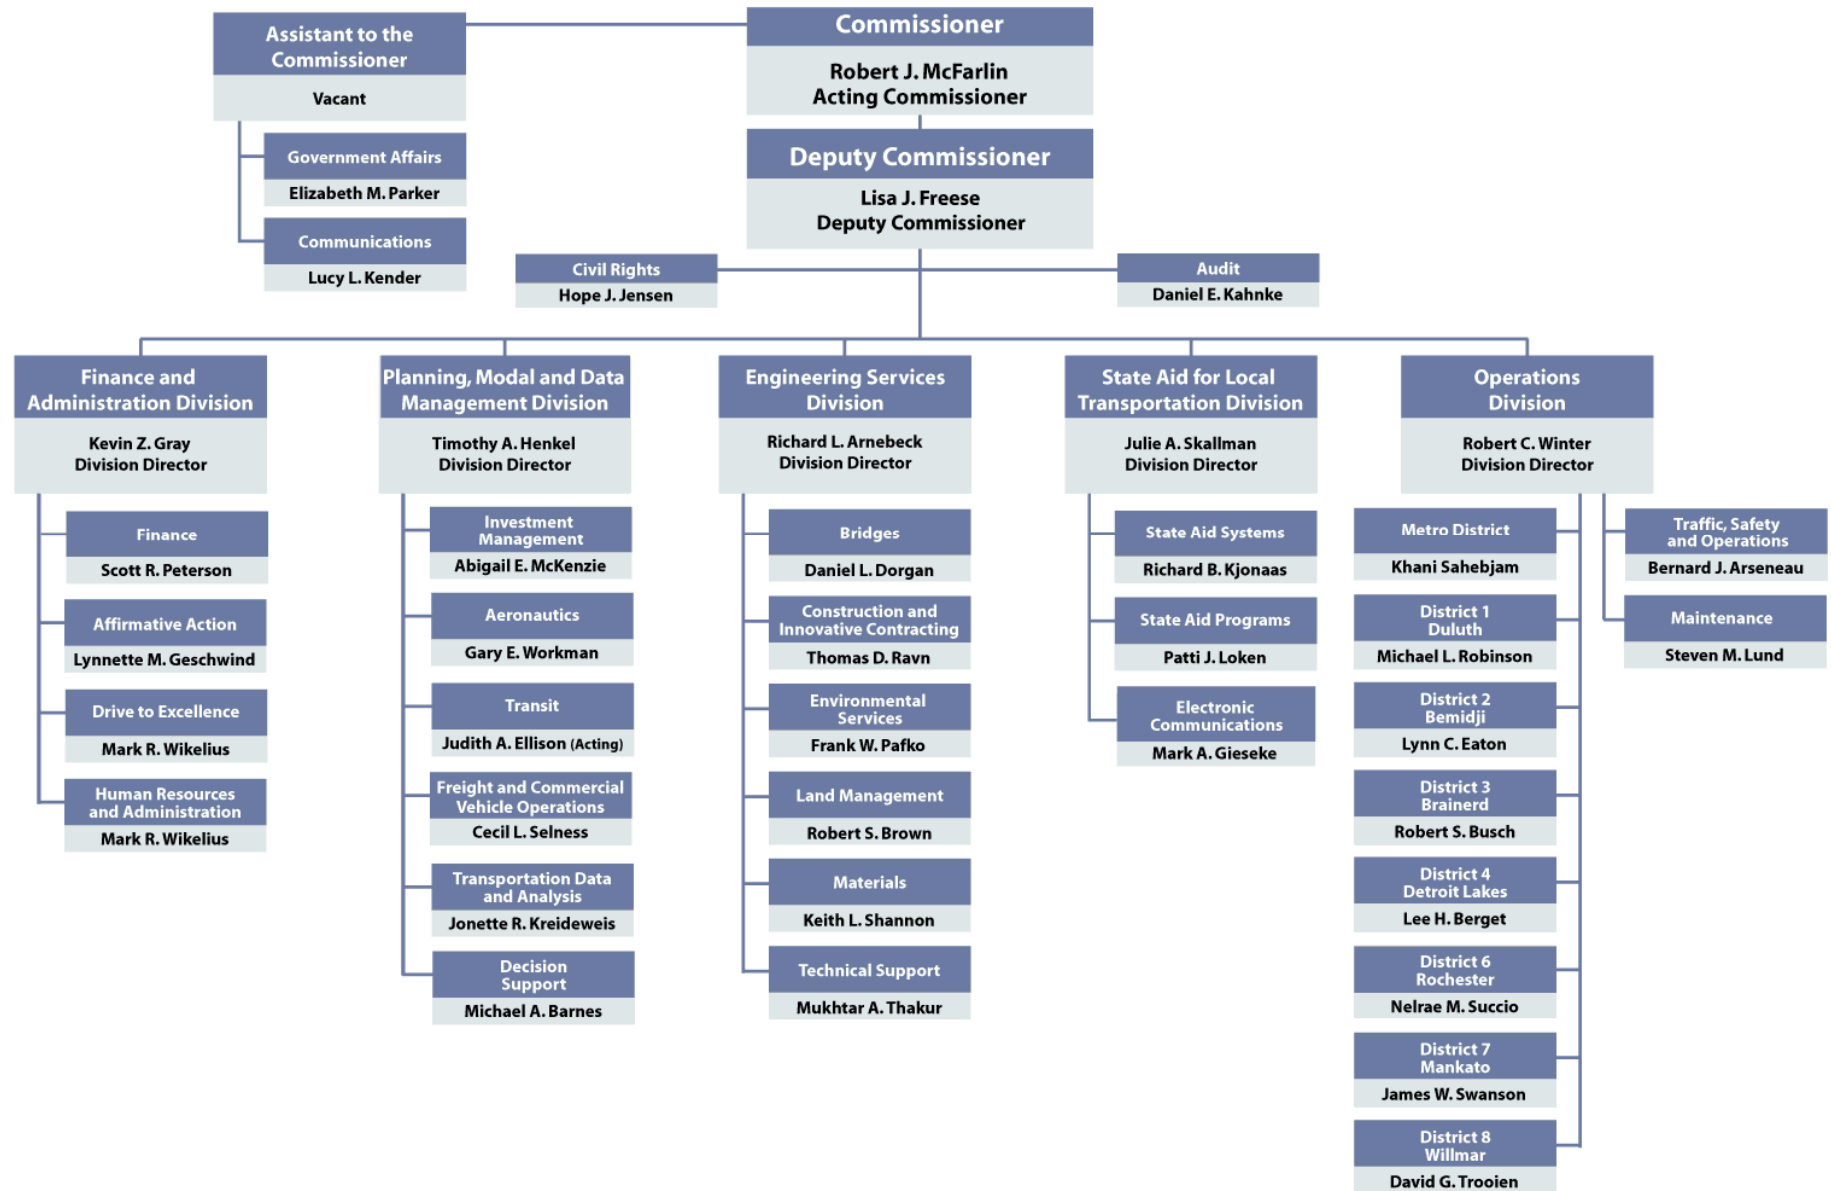 Commissioner
Robert J. McFarlin
Acting Commissioner
Assistant to the
Commissioner
Vacant
Government Affairs
Elizabeth M. Parker
Communications
Lucy L. Kender
Deputy Commissioner
Lisa J. Freese
Deputy Commissioner
Civil Rights
Hope J. Jensen
Audit
Daniel E. Kahnke
Finance and
Administration Division
Kevin Z. Gray
Division Director
Finance
Scott R. Peterson
Affirmative Action
Lynnette M. Geschwind
Drive to Excellence
Mark R. Wikelius
Human Resources
and Administration
Mark R. Wikelius
Planning, Modal and Data
Management Division
Timothy A. Henkel
Division Director
Investment
Management
Abigail E. McKenzie
Aeronautics
Gary E. Workman
Transit
Judith A. Ellison (Acting)
Freight and Commercial
Vehicle Operations
Cecil L. Selness
Transportation Data
and Analysis
Jonette R. Kreideweis
Decision
Support
Michael A. Barnes
Engineering Services
Division
Richard L. Arnebeck
Division Director
Bridges
Daniel L. Dorgan
Construction and
Innovative Contracting
Thomas D. Ravn
Environmental
Services
Frank W. Pafko
Land Management
Robert S. Brown
Materials
Keith L. Shannon
Technical Support
Mukhtar A. Thakur
State Aid for Local
Transportation Division
Julie A. Skallman
Division Director
State Aid Systems
Richard B. Kjonaas
State Aid Programs
Patti J. Loken
Electronic
Communications
Mark A. Gieseke
Operations
Division
Robert C. Winter
Division Director
Metro District
Khani Sahebjam
District 1
Duluth
Michael L. Robinson
District 2
Bemidji
Lynn C. Eaton
District 3
Brainerd
Robert S. Busch
District 4
Detroit Lakes
Lee H. Berget
District 6
Rochester
Nelrae M. Succio
District 7
Mankato
James W. Swanson
District 8
Willmar
David G. Trooien
Traffic, Safety
and Operations
Bernard J. Arseneau
Maintenance
Steven M. Lund